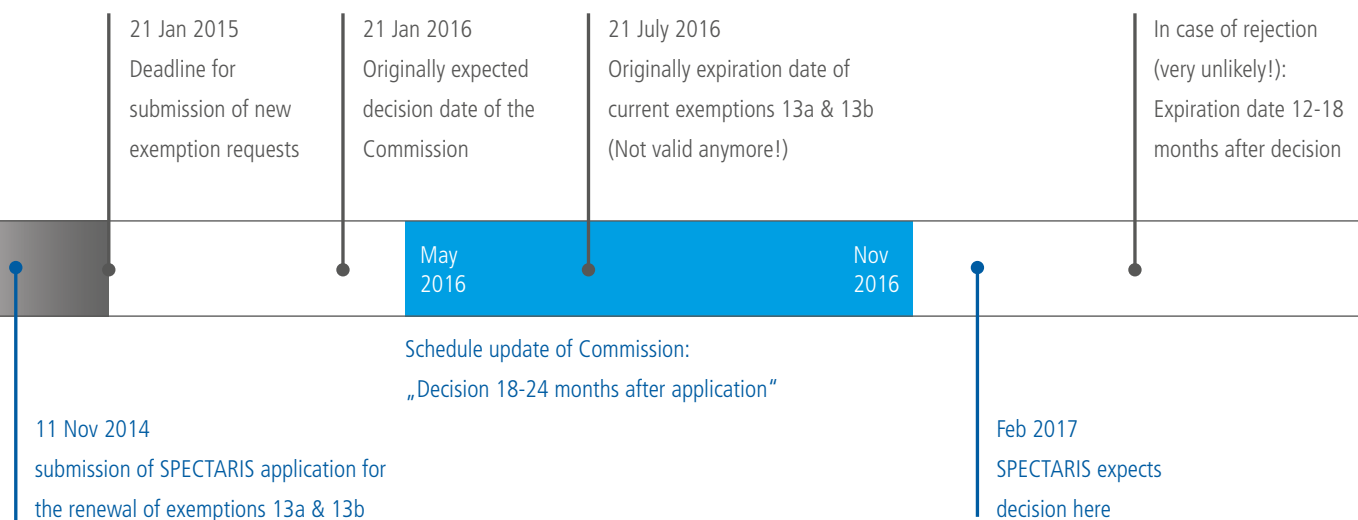 21 Jan 2015
Deadline for
submission of new
exemption requests
21 Jan 2016
Originally expected
decision date of the
Commission
21 July 2016
Originally expiration date of
current exemptions 13a & 13b
(Not valid anymore!)
In case of rejection
(very unlikely!):
Expiration date 12-18
months after decision
May
2016
Nov
2016
Schedule update of Commission:
„Decision 18-24 months after application“
11 Nov 2014
submission of SPECTARIS application for
the renewal of exemptions 13a & 13b
Feb 2017
SPECTARIS expects
decision here